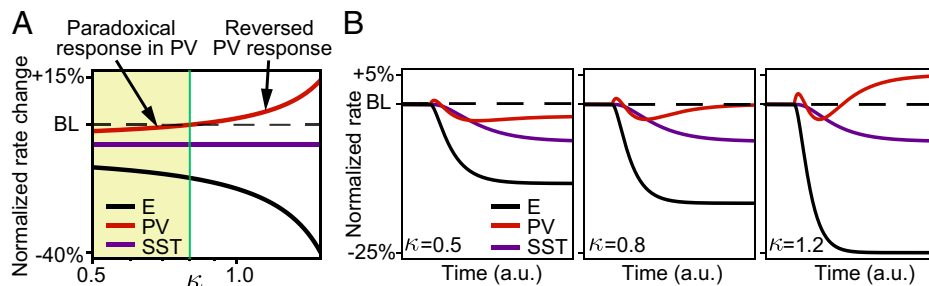 A
Paradoxical
response in PV
Reversed
PV response
Normalized rate change
+15%
BL
-40%
E
PV
SST
0.5
κ
1.0
B
Normalized rate
+5%
BL
-25%
E
PV
SST
κ=0.5
κ=0.8
κ=1.2
Time (a.u.)
Time (a.u.)
Time (a.u.)